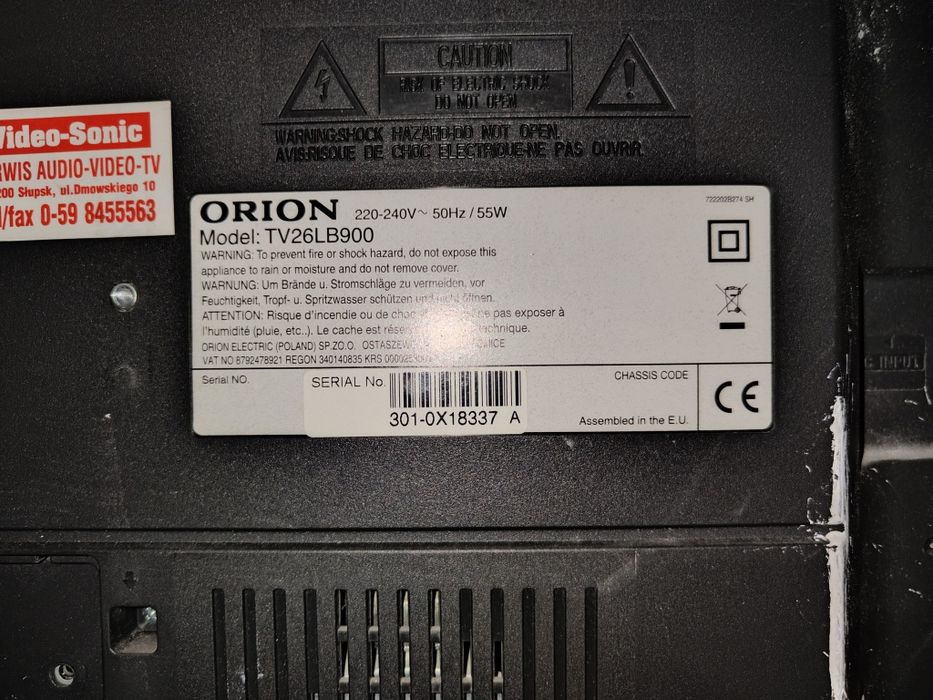 CAUTION
RISK OF ELECTRIC SHOCK
DO NOT OPEN
WARNING:SHOCK HAZARD-DO NOT OPEN.
AVIS:RISQUE DE CHOC ELECTRIQUE-NE PAS OUVRIR.
Video-Sonic
RWIS AUDIO-VIDEO-TV
200 Słupsk, ul.Dmowskiego 10
l/fax 0-59 8455563
ORION 220-240V~ 50Hz / 55W
722202B274 SH
Model: TV26LB900
WARNING: To prevent fire or shock hazard, do not expose this
appliance to rain or moisture and do not remove cover.
WARNUNG: Um Brände u. Stromschläge zu vermeiden, vor
Feuchtigkeit, Tropf- u. Spritzwasser schützen und nicht öffnen.
ATTENTION: Risque d'incendie ou de choc ne pas exposer à
l'humidité (pluie, etc..). Le cache est technique.
ORION ELECTRIC (POLAND) SP.ZO.O.
VAT NO 8792478921 REGON 340140835 KRS
Serial NO.
SERIAL No.
301-0X18337 A
CHASSIS CODE
Assembled in the E.U.
CE
INPUT